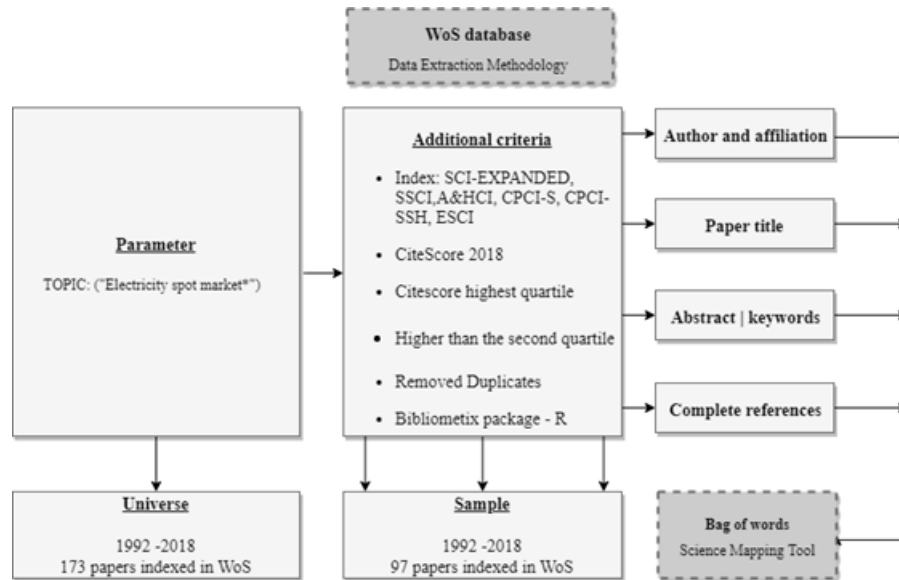 WoS database
Data Extraction Methodology
Parameter
TOPIC: ("Electricity spot market*")
Additional criteria
• Index: SCI-EXPANDED,
SSCI,A&HCI, CPCI-S, CPCI-
SSH, ESCI
• CiteScore 2018
• Citescore highest quartile
• Higher than the second quartile
• Removed Duplicates
• Bibliometix package - R
Author and affiliation
Paper title
Abstract | keywords
Complete references
Universe
1992 -2018
173 papers indexed in WoS
Sample
1992 -2018
97 papers indexed in WoS
Bag of words
Science Mapping Tool